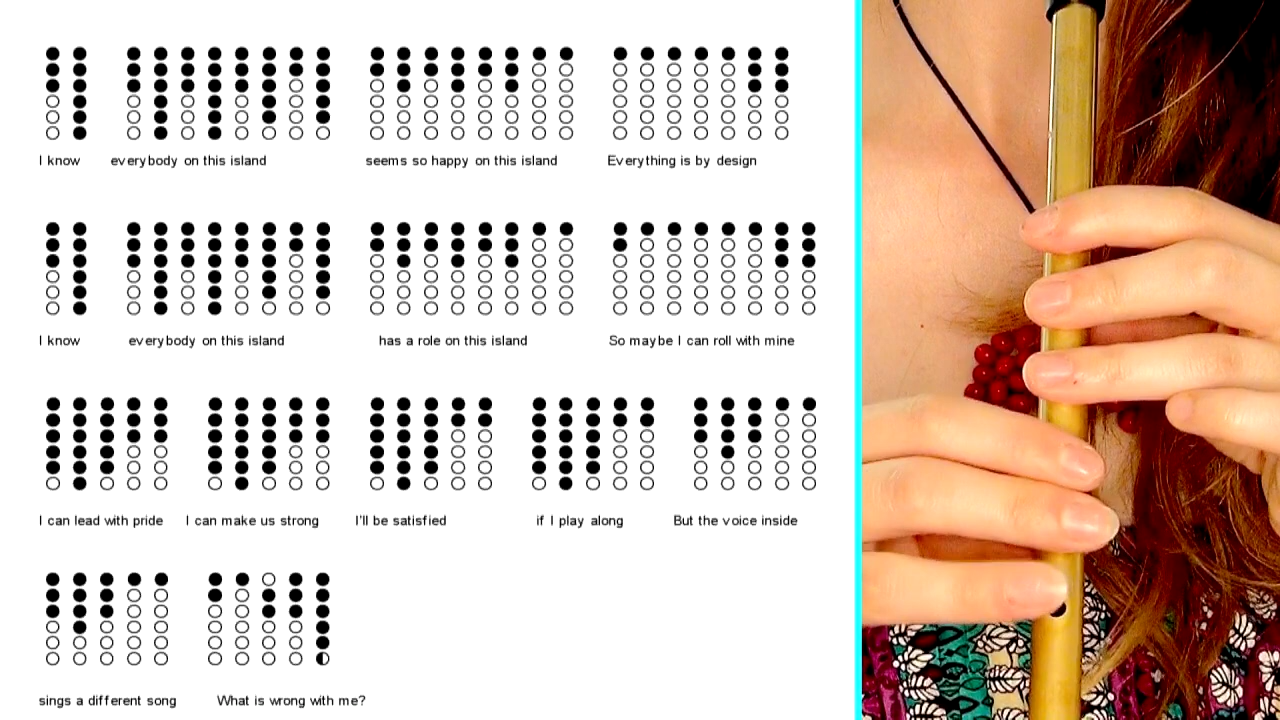 I know everybody on this island seems so happy on this island Everything is by design
I know everybody on this island has a role on this island So maybe I can roll with mine
I can lead with pride I can make us strong I'll be satisfied if I play along But the voice inside
sings a different song What is wrong with me?